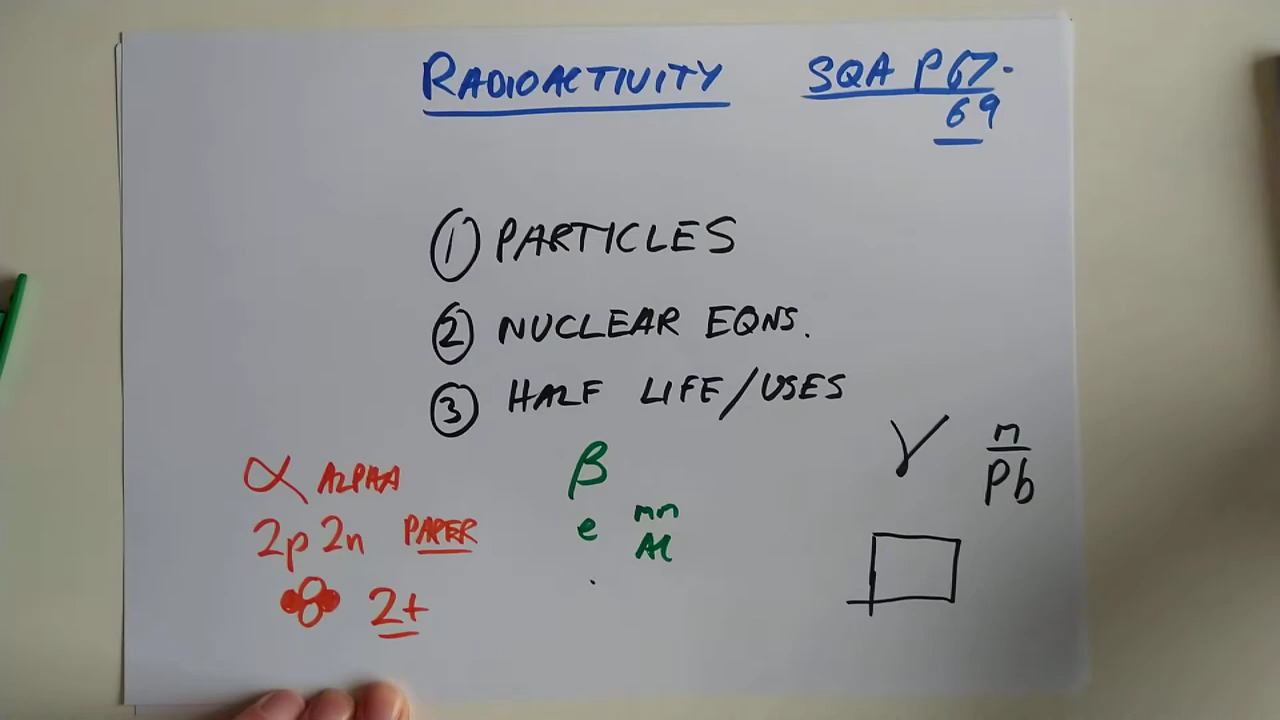 RADIOACTIVITY SQA P67-
69
① PARTICLES
② NUCLEAR EQNS.
③ HALF LIFE/USES
α ALPHA
2p 2n PAPER
2+
β
e mm
Al
γ m
Pb